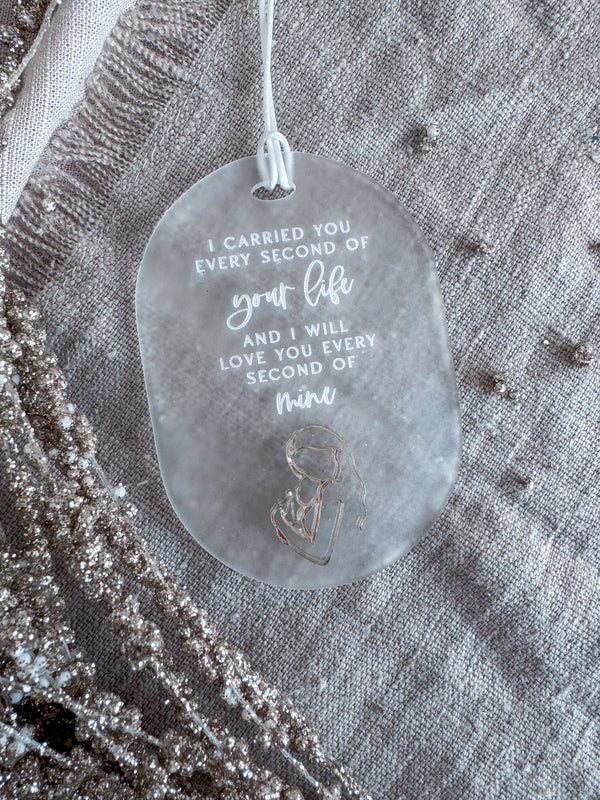 I CARRIED YOU
EVERY SECOND OF
your life
AND I WILL
LOVE YOU EVERY
SECOND OF
mine